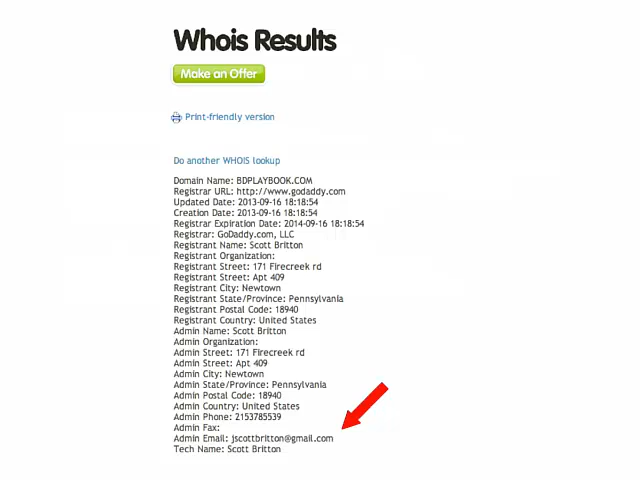 Whois Results
Make an Offer
Print-friendly version
Do another WHOIS lookup
Domain Name: BDPLAYBOOK.COM
Registrar URL: http://www.godaddy.com
Updated Date: 2013-09-16 18:18:54
Creation Date: 2013-09-16 18:18:54
Registrar Expiration Date: 2014-09-16 18:18:54
Registrar: GoDaddy.com, LLC
Registrant Name: Scott Britton
Registrant Organization:
Registrant Street: 171 Firecreek rd
Registrant Street: Apt 409
Registrant City: Newtown
Registrant State/Province: Pennsylvania
Registrant Postal Code: 18940
Registrant Country: United States
Admin Name: Scott Britton
Admin Organization:
Admin Street: 171 Firecreek rd
Admin Street: Apt 409
Admin City: Newtown
Admin State/Province: Pennsylvania
Admin Postal Code: 18940
Admin Country: United States
Admin Phone: 2153785539
Admin Fax:
Admin Email: jscottbritton@gmail.com
Tech Name: Scott Britton